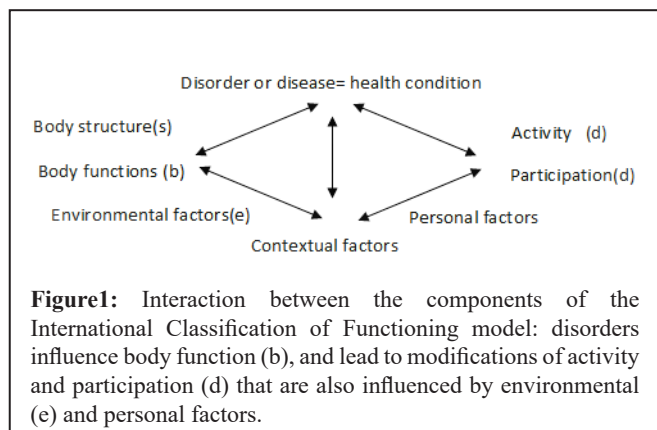 Disorder or disease= health condition
Body structure(s)
Activity (d)
Body functions (b)
Participation(d)
Environmental factors(e)
Personal factors
Contextual factors
Figure1: Interaction between the components of the
International Classification of Functioning model: disorders
influence body function (b), and lead to modifications of activity
and participation (d) that are also influenced by environmental
(e) and personal factors.